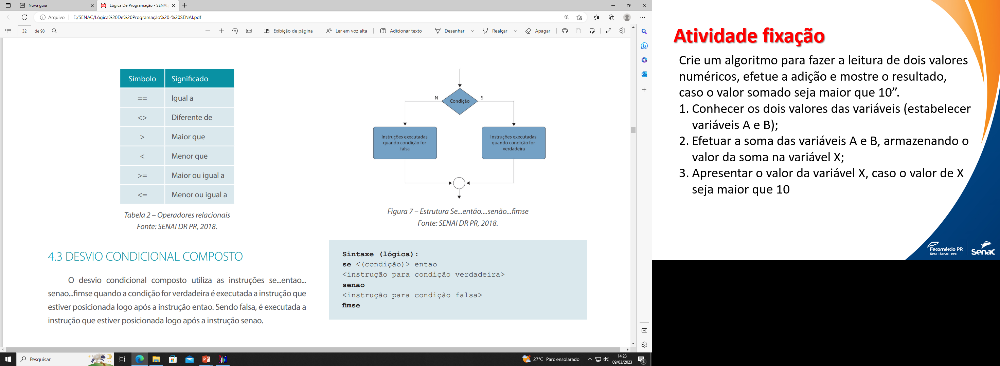 Nova guia
Lógica De Programação - SENAI
Arquivo
E:/SENAC/Lógica%20De%20Programação%20-%20SENAI.pdf
32
de 98
Exibição de página
Ler em voz alta
Adicionar texto
Desenhar
Realçar
Apagar
Símbolo Significado
== Igual a
<> Diferente de
> Maior que
< Menor que
>= Maior ou igual a
<= Menor ou igual a
Tabela 2 – Operadores relacionais
Fonte: SENAI DR PR, 2018.
4.3 DESVIO CONDICIONAL COMPOSTO
O desvio condicional composto utiliza as instruções se...entao...
senao...fimse quando a condição for verdadeira é executada a instrução que
estiver posicionada logo após a instrução entao. Sendo falsa, é executada a
instrução que estiver posicionada logo após a instrução senao.
N
Condição
S
Instruções executadas
quando condição for
falsa
Instruções executadas
quando condição for
verdadeira
Figura 7 – Estrutura Se...então....senão...fimse
Fonte: SENAI DR PR, 2018.
Sintaxe (lógica):
se <(condição)> entao
<instrução para condição verdadeira>
senao
<instrução para condição falsa>
fimse
Pesquisar
27°C Parc ensolarado
14:23
09/03/2023
2
Atividade fixação
Crie um algoritmo para fazer a leitura de dois valores
numéricos, efetue a adição e mostre o resultado,
caso o valor somado seja maior que 10”.
1. Conhecer os dois valores das variáveis (estabelecer
variáveis A e B);
2. Efetuar a soma das variáveis A e B, armazenando o
valor da soma na variável X;
3. Apresentar o valor da variável X, caso o valor de X
seja maior que 10
Fecomércio PR
Sesc | Senac | IFPD
Senac